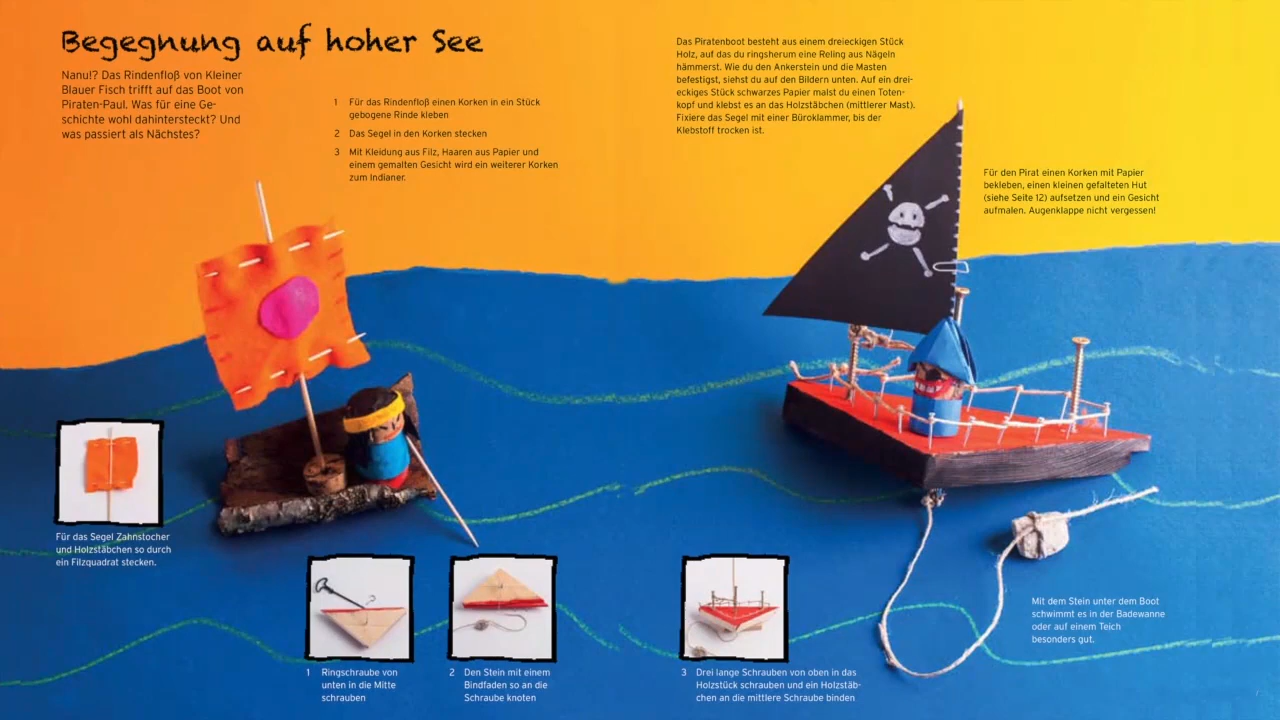 Begegnung auf hoher See
Nanu!? Das Rindenfloß von Kleiner
Blauer Fisch trifft auf das Boot von
Piraten-Paul. Was für eine Ge-
schichte wohl dahintersteckt? Und
was passiert als Nächstes?
1 Für das Rindenfloß einen Korken in ein Stück
gebogene Rinde kleben
2 Das Segel in den Korken stecken
3 Mit Kleidung aus Filz, Haaren aus Papier und
einem gemalten Gesicht wird ein weiterer Korken
zum Indianer.
Das Piratenboot besteht aus einem dreieckigen Stück
Holz, auf das du ringsherum eine Reling aus Nägeln
hämmerst. Wie du den Ankerstein und die Masten
befestigst, siehst du auf den Bildern unten. Auf ein drei-
eckiges Stück schwarzes Papier malst du einen Toten-
kopf und klebst es an das Holzstäbchen (mittlerer Mast).
Fixiere das Segel mit einer Büroklammer, bis der
Klebstoff trocken ist.
Für den Pirat einen Korken mit Papier
bekleben, einen kleinen gefalteten Hut
(siehe Seite 12) aufsetzen und ein Gesicht
aufmalen. Augenklappe nicht vergessen!
Für das Segel Zahnstocher
und Holzstäbchen so durch
ein Filzquadrat stecken.
1 Ringschraube von
unten in die Mitte
schrauben
2 Den Stein mit einem
Bindfaden so an die
Schraube knoten
3 Drei lange Schrauben von oben in das
Holzstück schrauben und ein Holzstäb-
chen an die mittlere Schraube binden
Mit dem Stein unter dem Boot
schwimmt es in der Badewanne
oder auf einem Teich
besonders gut.